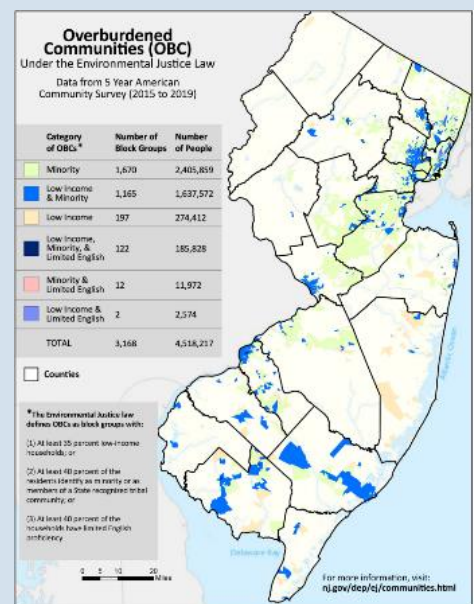 Overburdened
Communities (OBC)
Under the Environmental Justice Law
Data from 5 Year American
Community Survey (2015 to 2019)
Category of OBCs* Number of Block Groups Number of People
Minority 1,670 2,405,859
Low Income & Minority 1,165 1,637,572
Low Income 197 274,412
Low Income, Minority, & Limited English 122 185,828
Minority & Limited English 12 11,972
Low Income & Limited English 2 2,574
TOTAL 3,168 4,518,217
Counties
*The Environmental Justice law
defines OBCs as block groups with:
(1) At least 35 percent low-income
households; or
(2) At least 40 percent of the
residents identify as minority or as
members of a State recognized tribal
community; or
(3) At least 40 percent of the
households have limited English
proficiency.
0 5 10 20
Miles
Delaware Bay
Atlantic Ocean
For more information, visit:
nj.gov/dep/ej/communities.html